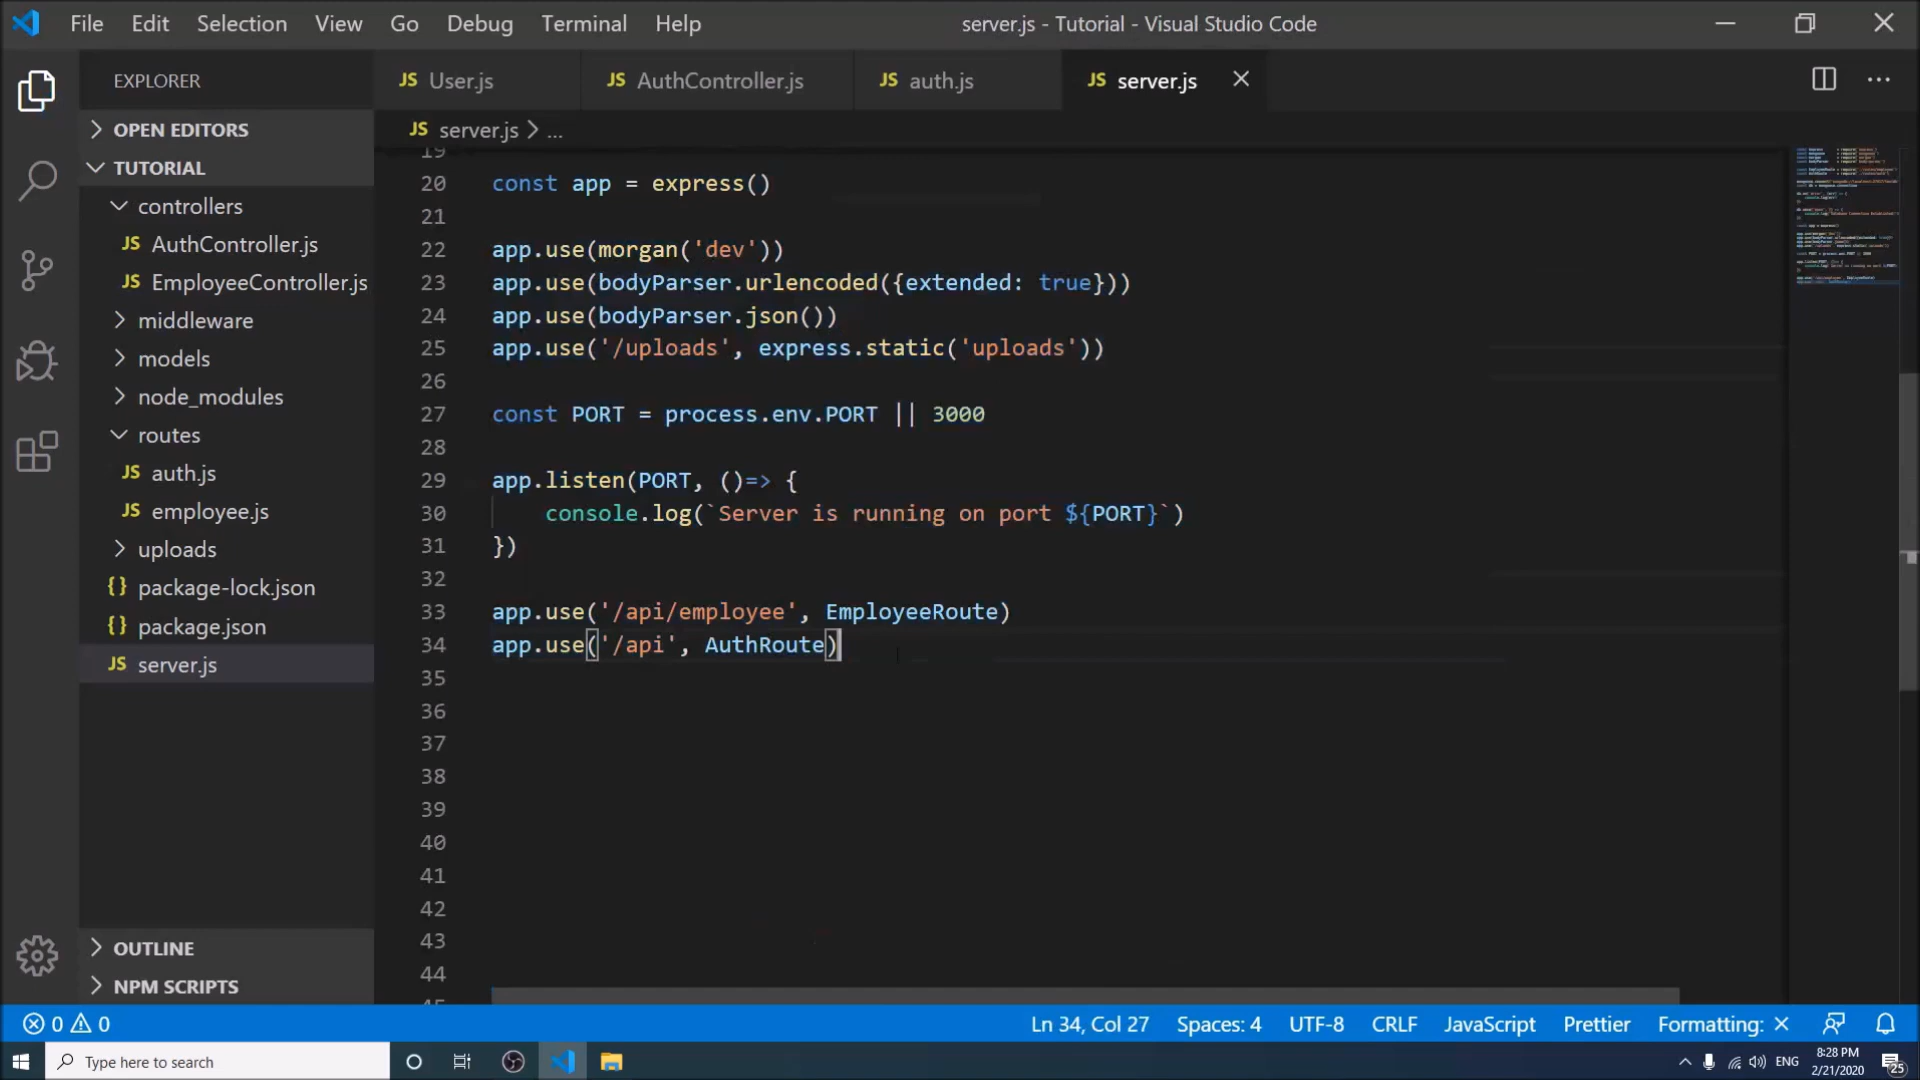 File Edit Selection View Go Debug Terminal Help
server.js - Tutorial - Visual Studio Code
EXPLORER
OPEN EDITORS
TUTORIAL
controllers
JS AuthController.js
JS EmployeeController.js
middleware
models
node_modules
routes
JS auth.js
JS employee.js
uploads
{} package-lock.json
{} package.json
JS server.js
OUTLINE
NPM SCRIPTS
JS User.js JS AuthController.js JS auth.js JS server.js
JS server.js > ...
19
20 const app = express()
21
22 app.use(morgan('dev'))
23 app.use(bodyParser.urlencoded({extended: true}))
24 app.use(bodyParser.json())
25 app.use('/uploads', express.static('uploads'))
26
27 const PORT = process.env.PORT || 3000
28
29 app.listen(PORT, ()=> {
30 console.log(`Server is running on port ${PORT}`)
31 })
32
33 app.use('/api/employee', EmployeeRoute)
34 app.use('/api', AuthRoute)
35
36
37
38
39
40
41
42
43
44
0 0 Ln 34, Col 27 Spaces: 4 UTF-8 CRLF JavaScript Prettier Formatting: ×
Type here to search
ENG
8:28 PM
2/21/2020
25